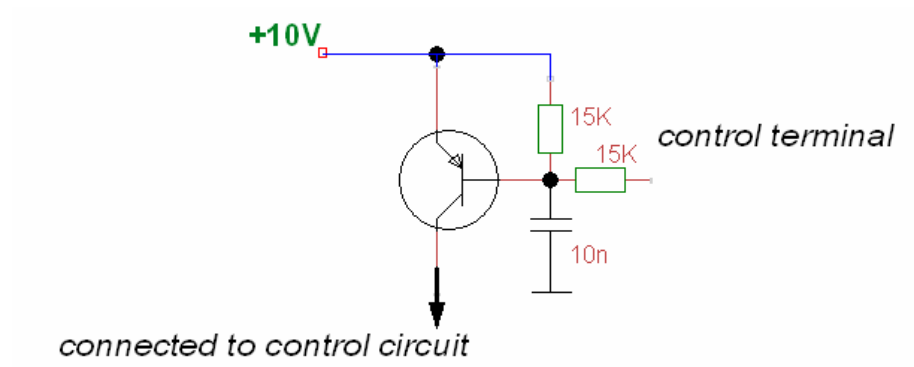 +10V
15K
control terminal
15K
10n
connected to control circuit